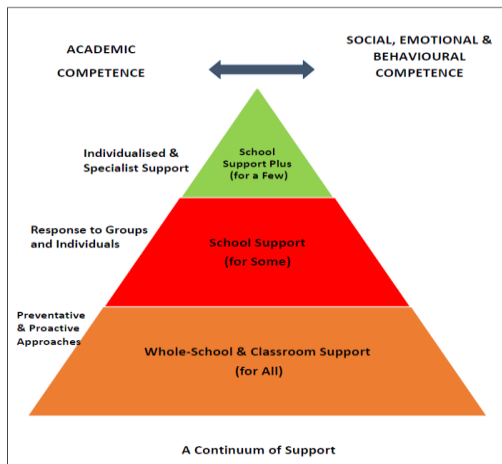 ACADEMIC
COMPETENCE
SOCIAL, EMOTIONAL &
BEHAVIOURAL
COMPETENCE
Individualised &
Specialist Support
School
Support Plus
(for a Few)
Response to Groups
and Individuals
School Support
(for Some)
Preventative
& Proactive
Approaches
Whole-School & Classroom Support
(for All)
A Continuum of Support